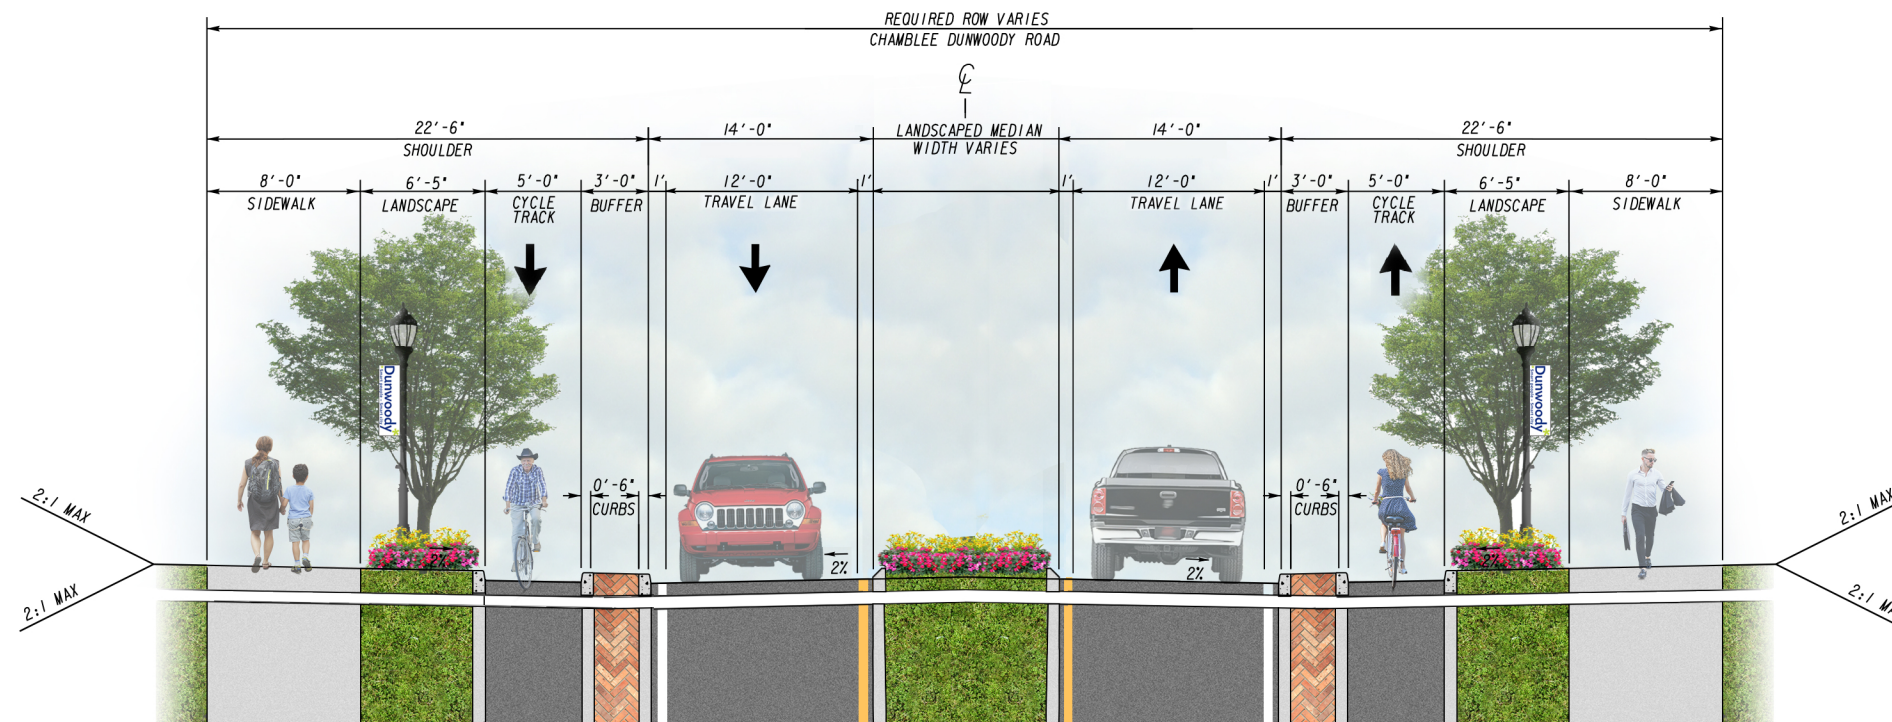 REQUIRED ROW VARIES
CHAMBLEE DUNWOODY ROAD
CL
22'-6" 14'-0" LANDSCAPED MEDIAN 14'-0" 22'-6"
SHOULDER WIDTH VARIES SHOULDER
8'-0" 6'-5" 5'-0" 3'-0" 1' 12'-0" 1' 1' 12'-0" 1' 3'-0" 5'-0" 6'-5" 8'-0"
SIDEWALK LANDSCAPE CYCLE BUFFER TRAVEL LANE TRAVEL LANE BUFFER CYCLE LANDSCAPE SIDEWALK
TRACK TRACK
Dunwoody Dunwoody
0'-6" 0'-6"
CURBS CURBS
2:1 MAX 2:1 MAX
2% 2% 2% 2%
2:1 MAX 2:1 MA